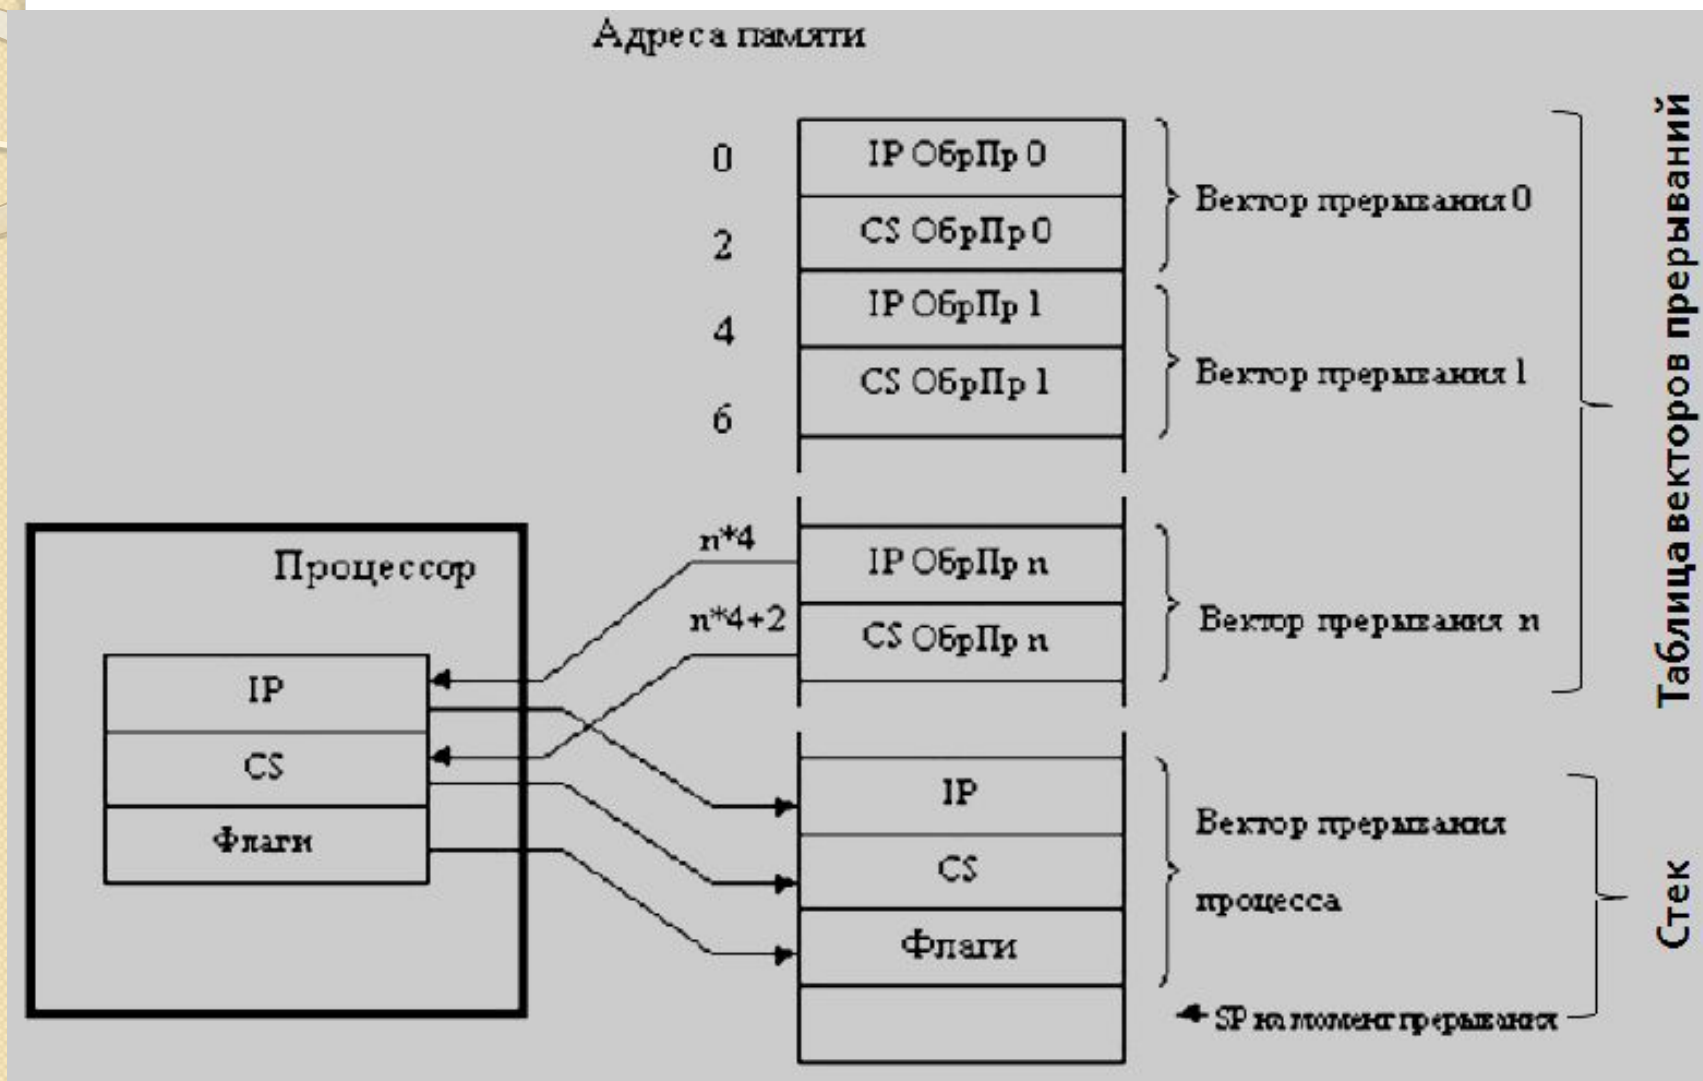 Адреса памяти
0
IP ОбрПр 0
2
CS ОбрПр 0
Вектор прерывания 0
4
IP ОбрПр 1
6
CS ОбрПр 1
Вектор прерывания 1
n*4
IP ОбрПр n
n*4+2
CS ОбрПр n
Вектор прерывания n
Таблица векторов прерываний
Процессор
IP
CS
Флаги
IP
CS
Флаги
Вектор прерывания
процесса
SP на момент прерывания
Стек